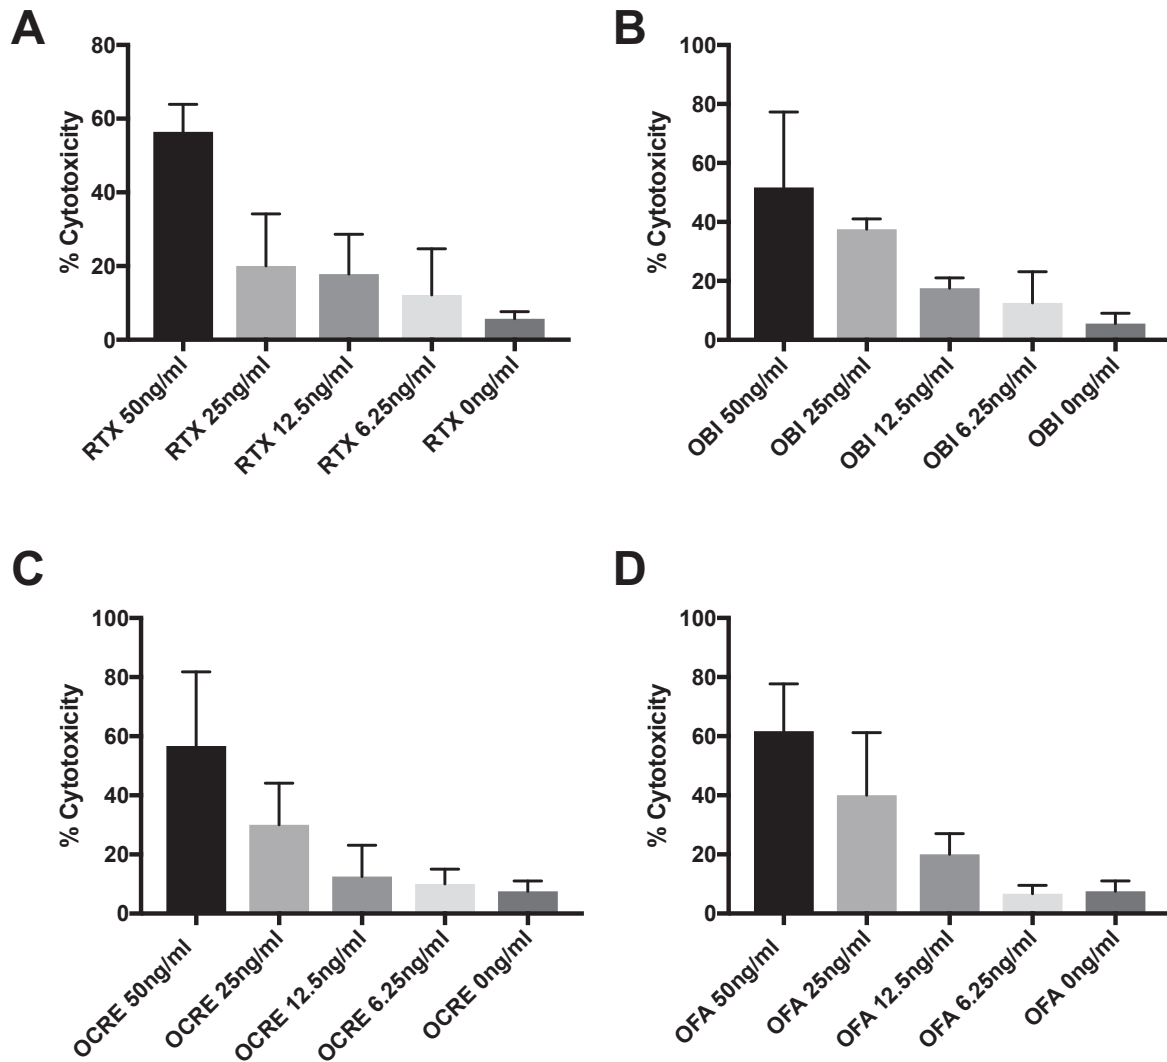 A
% Cytotoxicity
80
60
40
20
0
RTX 50ng/ml
RTX 25ng/ml
RTX 12.5ng/ml
RTX 6.25ng/ml
RTX 0ng/ml
B
% Cytotoxicity
100
80
60
40
20
0
OBI 50ng/ml
OBI 25ng/ml
OBI 12.5ng/ml
OBI 6.25ng/ml
OBI 0ng/ml
C
% Cytotoxicity
100
80
60
40
20
0
OCRE 50ng/ml
OCRE 25ng/ml
OCRE 12.5ng/ml
OCRE 6.25ng/ml
OCRE 0ng/ml
D
% Cytotoxicity
100
80
60
40
20
0
OFA 50ng/ml
OFA 25ng/ml
OFA 12.5ng/ml
OFA 6.25ng/ml
OFA 0ng/ml